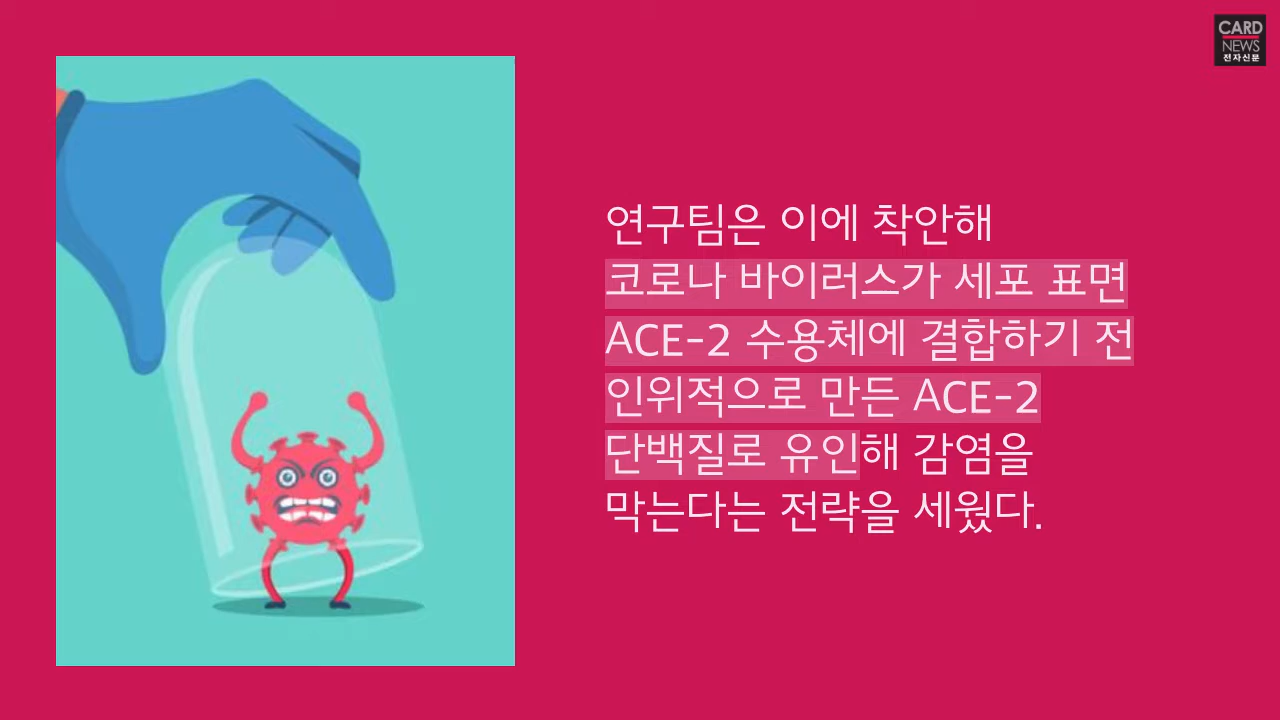 CARD
NEWS
전자신문
연구팀은 이에 착안해
코로나 바이러스가 세포 표면
ACE-2 수용체에 결합하기 전
인위적으로 만든 ACE-2
단백질로 유인해 감염을
막는다는 전략을 세웠다.